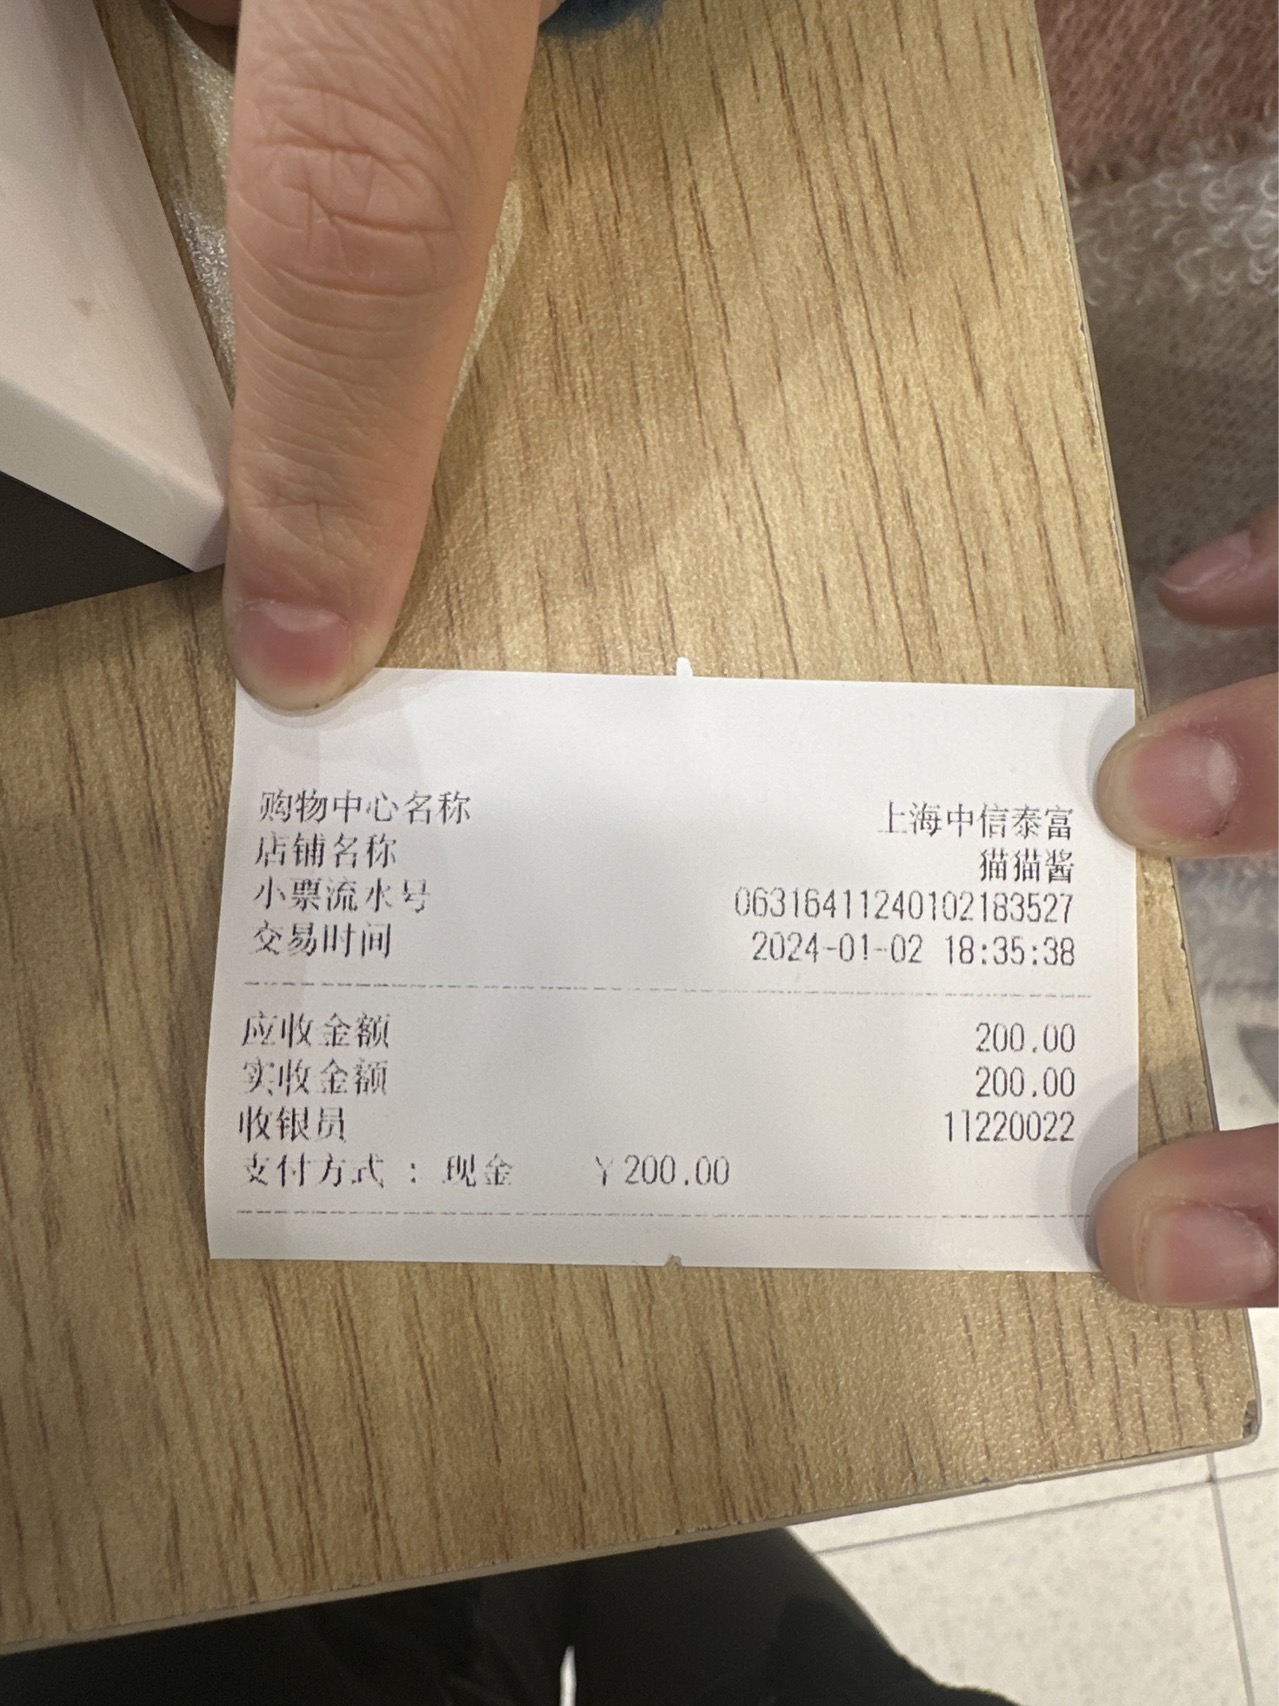 购物中心名称 上海中信泰富
店铺名称 猫猫酱
小票流水号 06316411240102183527
交易时间 2024-01-02 18:35:38
应收金额 200.00
实收金额 200.00
收银员 11220022
支付方式 : 现金 ¥200.00